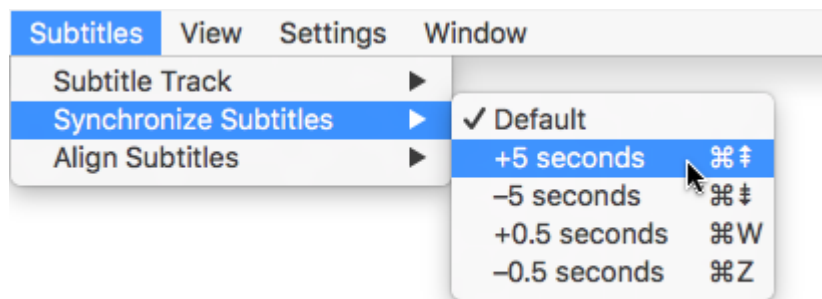 Subtitles View Settings Window
Subtitle Track ▶
Synchronize Subtitles ▶
Align Subtitles ▶
✓ Default
+5 seconds ⌘⇞
–5 seconds ⌘⇟
+0.5 seconds ⌘W
–0.5 seconds ⌘Z